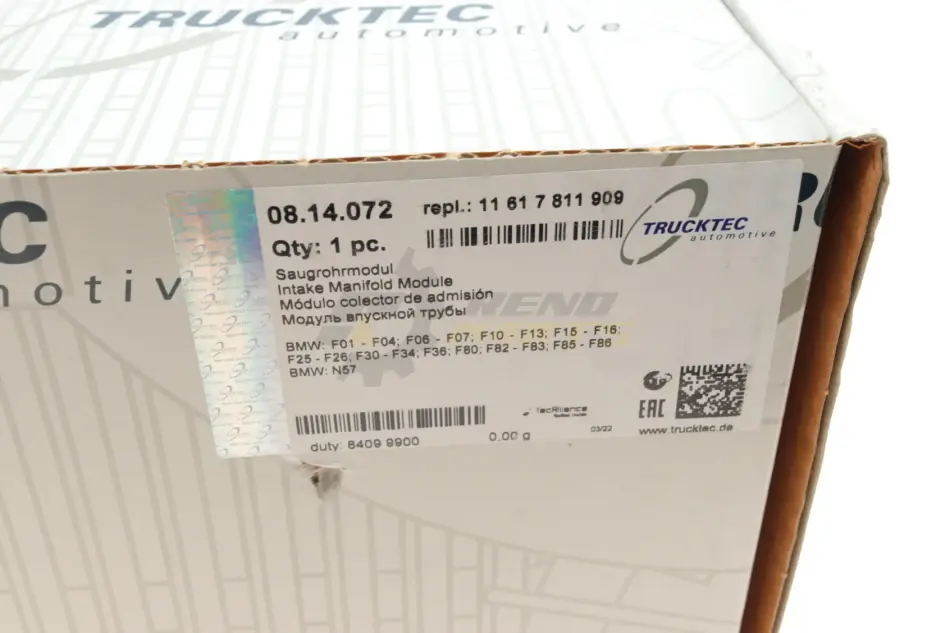 TRUCKTEC
automotive
08.14.072 repl.: 11 61 7 811 909
Qty: 1 pc.
TRUCKTEC
automotive
Saugrohrmodul
Intake Manifold Module
Módulo colector de admisión
Модуль впускной трубы
BMW: F01 - F04; F06 - F07; F10 - F13; F15 - F16;
F25 - F26; F30 - F34; F36; F80; F82 - F83; F85 - F86
BMW: N57
TecAlliance
EAC
duty: 8409 9900 0,00 g 03/22 www.trucktec.de
C
motiv